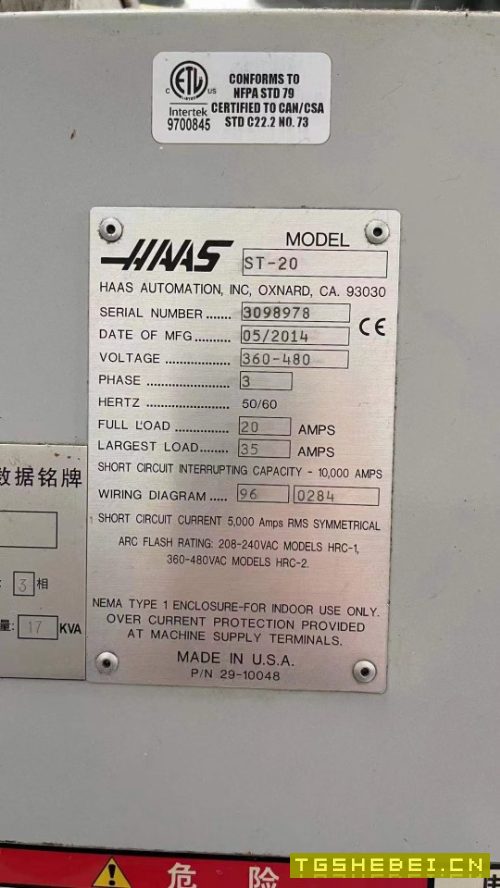 ETL
C US
Intertek
9700845
CONFORMS TO
NFPA STD 79
CERTIFIED TO CAN/CSA
STD C22.2 NO. 73
HAAS
MODEL
ST-20
HAAS AUTOMATION, INC, OXNARD, CA. 93030
SERIAL NUMBER ...... 3098978
DATE OF MFG .......... 05/2014
CE
VOLTAGE ................ 360-480
PHASE .................... 3
HERTZ ..................... 50/60
FULL LOAD ............ 20 AMPS
LARGEST LOAD........ 35 AMPS
SHORT CIRCUIT INTERRUPTING CAPACITY - 10,000 AMPS
WIRING DIAGRAM ..... 96 0284
SHORT CIRCUIT CURRENT 5,000 Amps RMS SYMMETRICAL
ARC FLASH RATING: 208-240VAC MODELS HRC-1,
360-480VAC MODELS HRC-2.
NEMA TYPE 1 ENCLOSURE-FOR INDOOR USE ONLY.
OVER CURRENT PROTECTION PROVIDED
AT MACHINE SUPPLY TERMINALS.
MADE IN U.S.A.
P/N 29-10048
数据铭牌
3 相
量: 17 KVA
危险
TGSHEBEI.CN